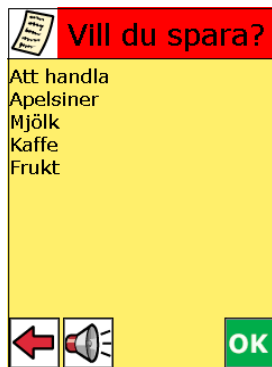 Vill du spara?
Att handla
Apelsiner
Mjölk
Kaffe
Frukt
OK